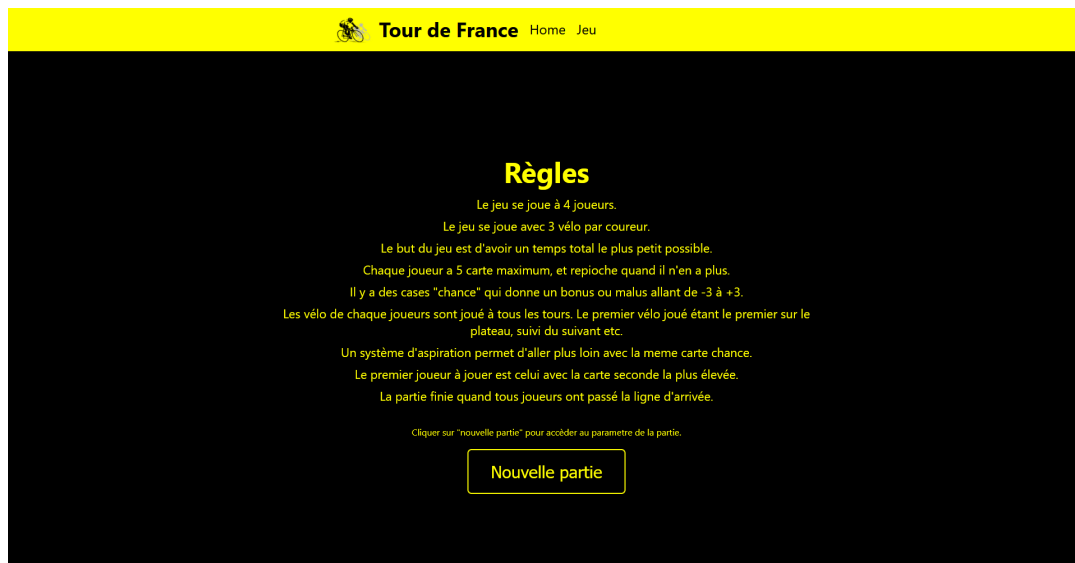 Tour de France Home Jeu
Règles
Le jeu se joue à 4 joueurs.
Le jeu se joue avec 3 vélo par coureur.
Le but du jeu est d'avoir un temps total le plus petit possible.
Chaque joueur a 5 carte maximum, et repioche quand il n'en a plus.
Il y a des cases "chance" qui donne un bonus ou malus allant de -3 à +3.
Les vélo de chaque joueurs sont joué à tous les tours. Le premier vélo joué étant le premier sur le
plateau, suivi du suivant etc.
Un système d'aspiration permet d'aller plus loin avec la meme carte chance.
Le premier joueur à jouer est celui avec la carte seconde la plus élevée.
La partie finie quand tous joueurs ont passé la ligne d'arrivée.
Cliquer sur "nouvelle partie" pour accèder au parametre de la partie.
Nouvelle partie